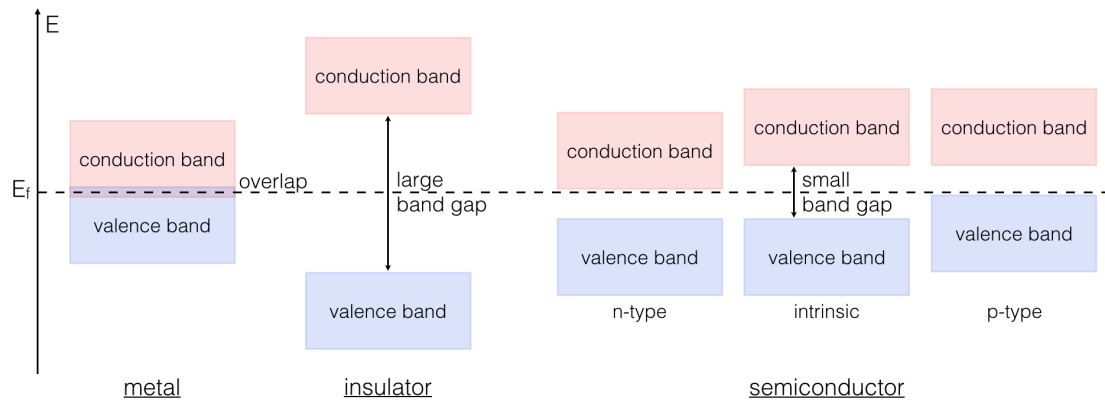 E
conduction band
conduction band
conduction band
conduction band
conduction band
overlap
large
band gap
small
band gap
Ef
valence band
valence band
valence band
valence band
valence band
n-type
intrinsic
p-type
metal
insulator
semiconductor